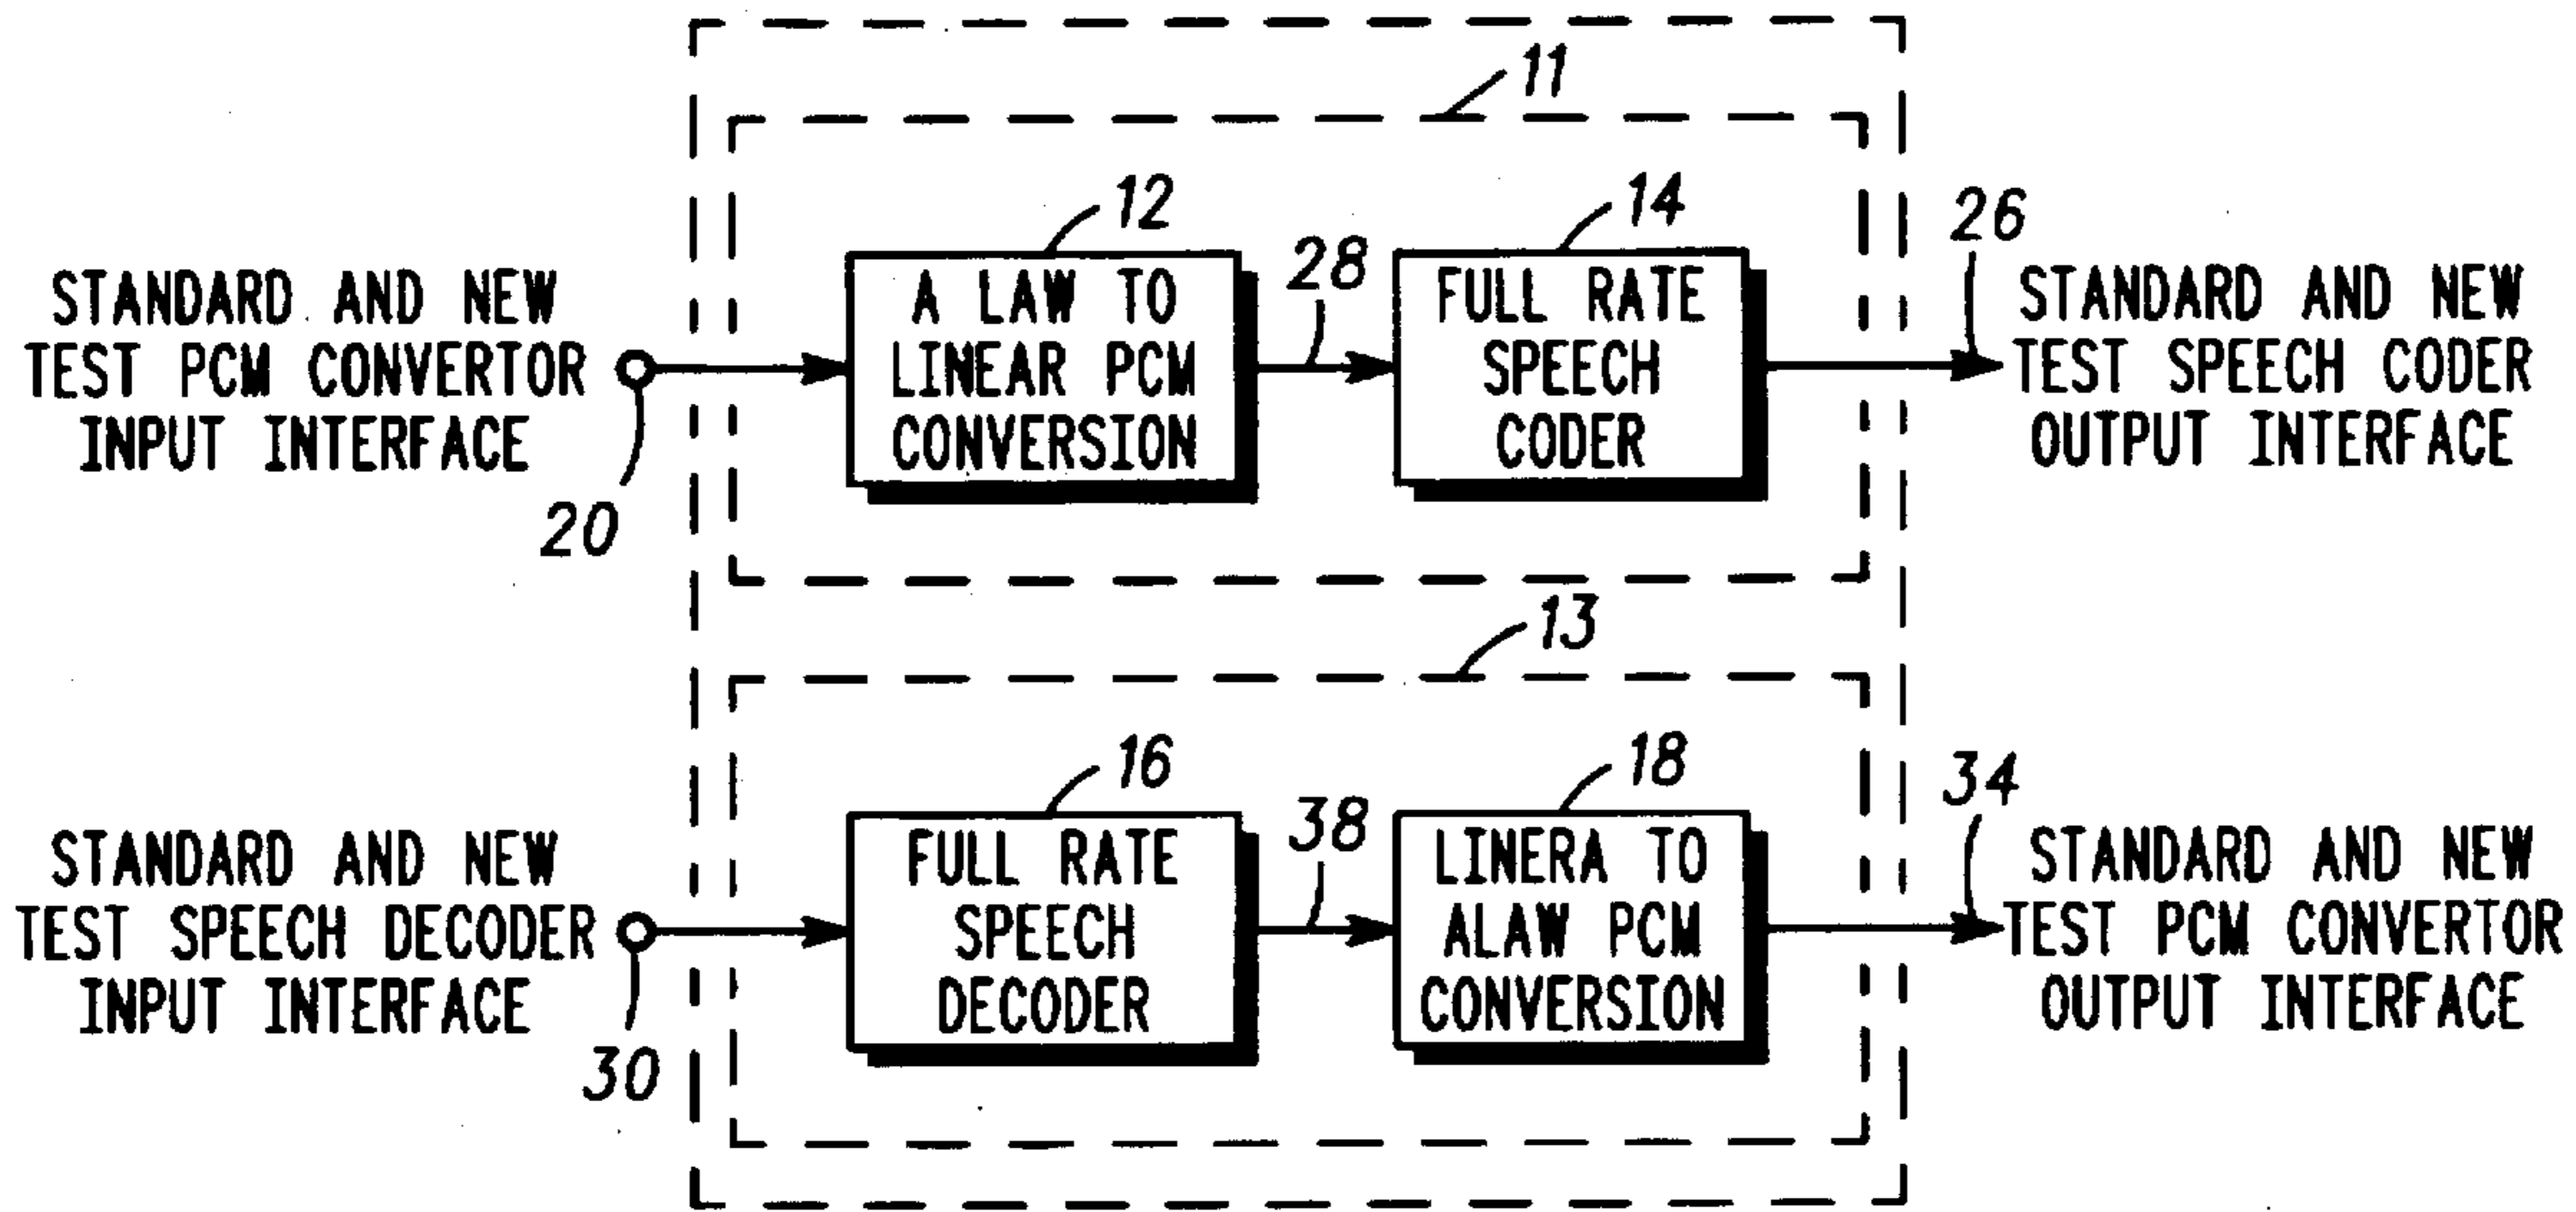 11
12
14
28
26
STANDARD AND NEW
TEST PCM CONVERTOR
INPUT INTERFACE
20
A LAW TO
LINEAR PCM
CONVERSION
FULL RATE
SPEECH
CODER
STANDARD AND NEW
TEST SPEECH CODER
OUTPUT INTERFACE
13
16
18
38
34
STANDARD AND NEW
TEST SPEECH DECODER
INPUT INTERFACE
30
FULL RATE
SPEECH
DECODER
LINERA TO
ALAW PCM
CONVERSION
STANDARD AND NEW
TEST PCM CONVERTOR
OUTPUT INTERFACE